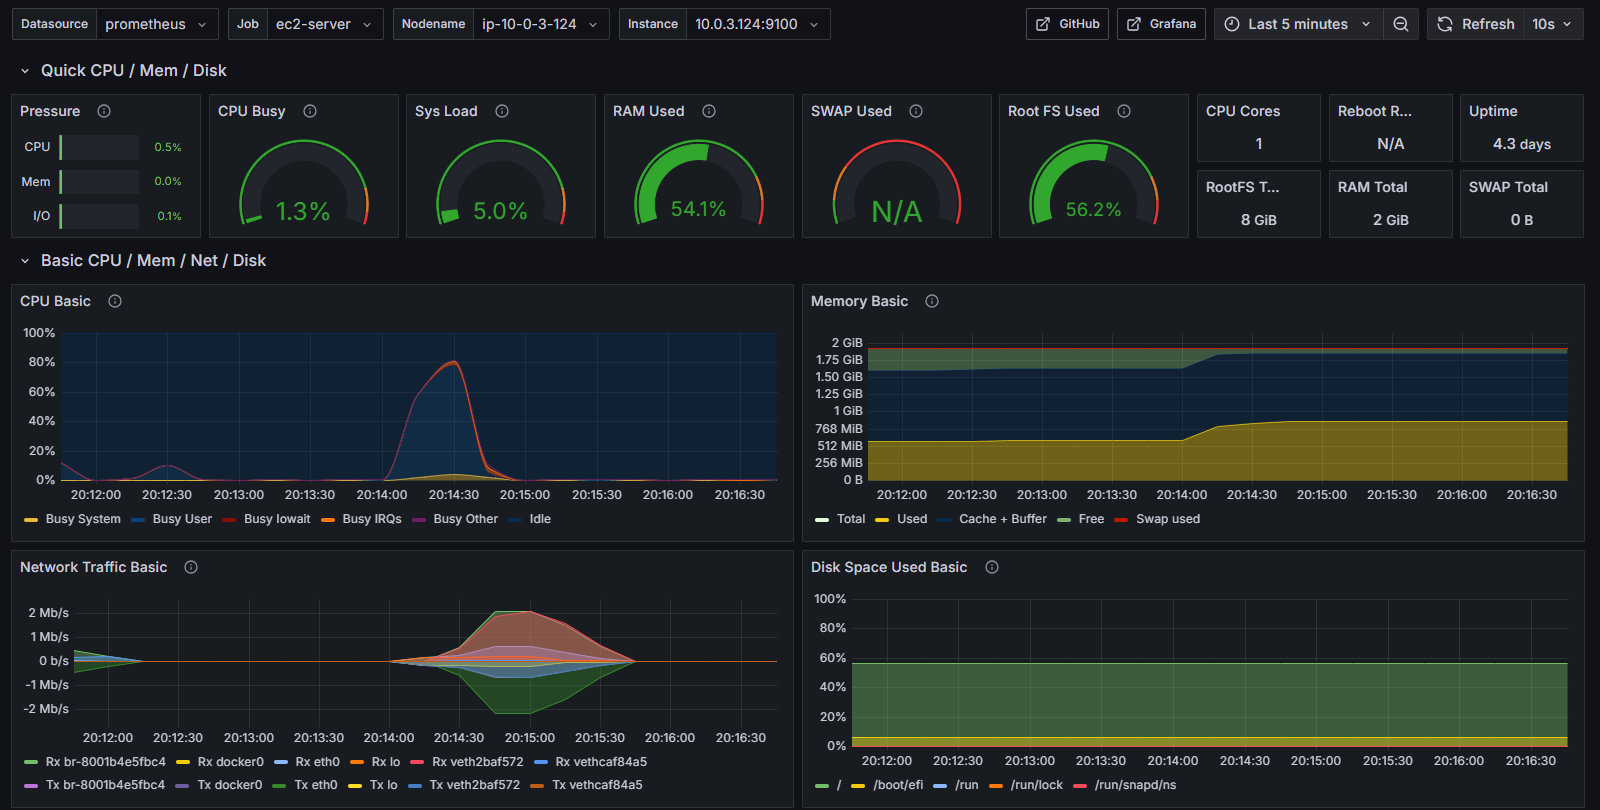 Datasource prometheus Job ec2-server Nodename ip-10-0-3-124 Instance 10.0.3.124:9100 GitHub Grafana Last 5 minutes Refresh 10s
Quick CPU / Mem / Disk
Pressure
CPU 0.5%
Mem 0.0%
I/O 0.1%
CPU Busy
1.3%
Sys Load
5.0%
RAM Used
54.1%
SWAP Used
N/A
Root FS Used
56.2%
CPU Cores
1
Reboot R...
N/A
Uptime
4.3 days
RootFS T...
8 GiB
RAM Total
2 GiB
SWAP Total
0 B
Basic CPU / Mem / Net / Disk
CPU Basic
100%
80%
60%
40%
20%
0%
20:12:00 20:12:30 20:13:00 20:13:30 20:14:00 20:14:30 20:15:00 20:15:30 20:16:00 20:16:30
Busy System Busy User Busy Iowait Busy IRQs Busy Other Idle
Memory Basic
2 GiB
1.75 GiB
1.50 GiB
1.25 GiB
1 GiB
768 MiB
512 MiB
256 MiB
0 B
20:12:00 20:12:30 20:13:00 20:13:30 20:14:00 20:14:30 20:15:00 20:15:30 20:16:00 20:16:30
Total Used Cache + Buffer Free Swap used
Network Traffic Basic
2 Mb/s
1 Mb/s
0 b/s
-1 Mb/s
-2 Mb/s
20:12:00 20:12:30 20:13:00 20:13:30 20:14:00 20:14:30 20:15:00 20:15:30 20:16:00 20:16:30
Rx br-8001b4e5fbc4 Rx docker0 Rx eth0 Rx lo Rx veth2baf572 Rx vethcaf84a5
Tx br-8001b4e5fbc4 Tx docker0 Tx eth0 Tx lo Tx veth2baf572 Tx vethcaf84a5
Disk Space Used Basic
100%
80%
60%
40%
20%
0%
20:12:00 20:12:30 20:13:00 20:13:30 20:14:00 20:14:30 20:15:00 20:15:30 20:16:00 20:16:30
/ /boot/efi /run /run/lock /run/snapd/ns